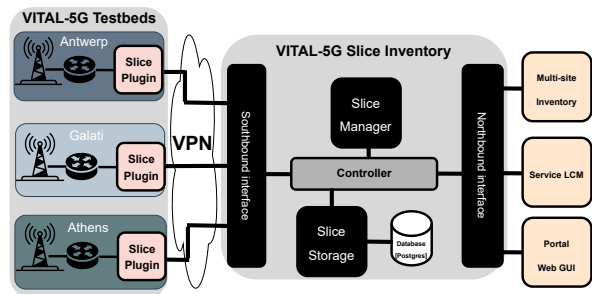 VITAL-5G Testbeds
Antwerp
Slice
Plugin
Galati
Slice
Plugin
Athens
Slice
Plugin
VPN
VITAL-5G Slice Inventory
Southbound interface
Slice
Manager
Controller
Slice
Storage
Database
[Postgres]
Northbound interface
Multi-site
Inventory
Service LCM
Portal
Web GUI